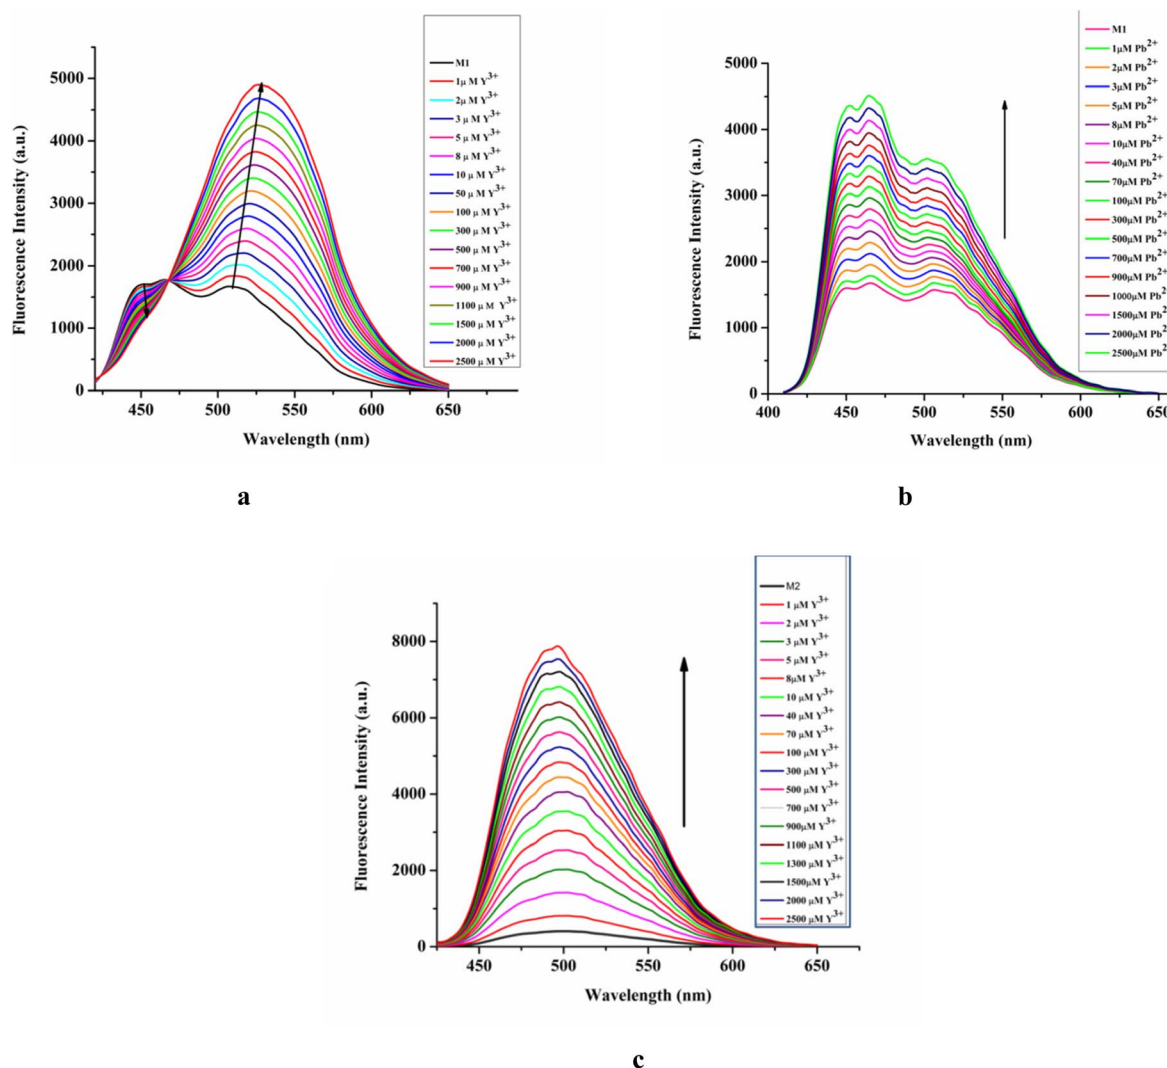 Fluorescence Intensity (a.u.)
5000
4000
3000
2000
1000
0
450 500 550 600 650
Wavelength (nm)
M1
1μ M Y3+
2μ M Y3+
3 μ M Y3+
5 μ M Y3+
8 μ M Y3+
10 μ M Y3+
50 μ M Y3+
100 μ M Y3+
300 μ M Y3+
500 μ M Y3+
700 μ M Y3+
900 μ M Y3+
1100 μ M Y3+
1500 μ M Y3+
2000 μ M Y3+
2500 μ M Y3+
a
Fluorescence Intensity (a.u.)
5000
4000
3000
2000
1000
0
400 450 500 550 600 650
Wavelength (nm)
M1
1μM Pb2+
2μM Pb2+
3μM Pb2+
5μM Pb2+
8μM Pb2+
10μM Pb2+
40μM Pb2+
70μM Pb2+
100μM Pb2+
300μM Pb2+
500μM Pb2+
700μM Pb2+
900μM Pb2+
1000μM Pb2
1500μM Pb2
2000μM Pb2
2500μM Pb2
b
Fluorescence Intensity (a.u.)
8000
6000
4000
2000
0
450 500 550 600 650
Wavelength (nm)
M2
1 μM Y3+
2 μM Y3+
3 μM Y3+
5 μM Y3+
8μM Y3+
10 μM Y3+
40 μM Y3+
70 μM Y3+
100 μM Y3+
300 μM Y3+
500 μM Y3+
700 μM Y3+
900μM Y3+
1100 μM Y3+
1300 μM Y3+
1500μM Y3+
2000 μM Y3+
2500 μM Y3+
c